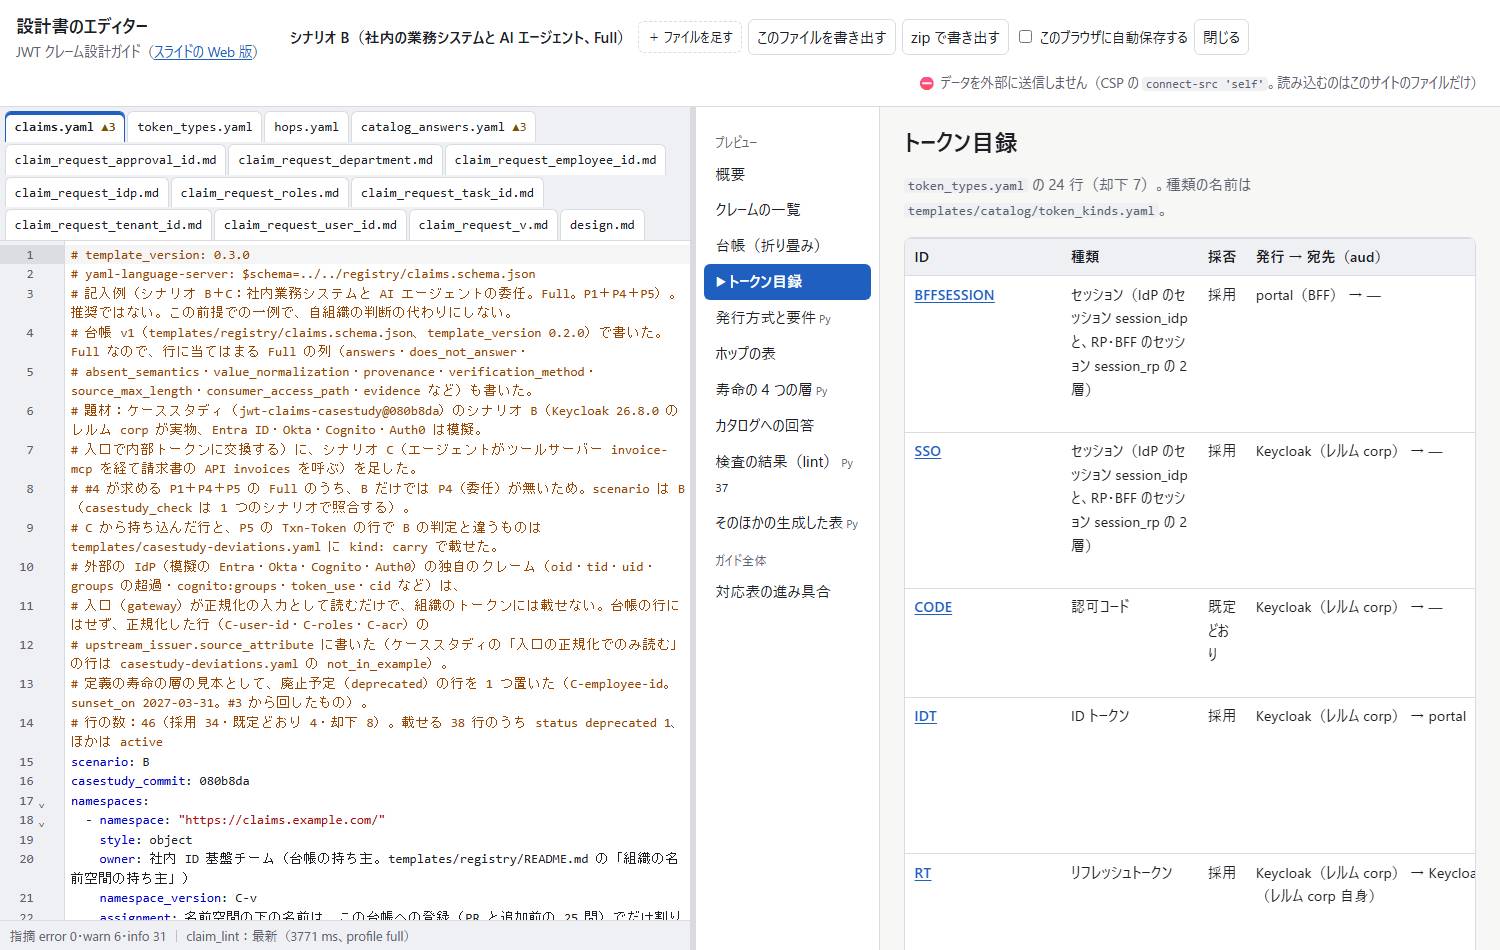 設計書のエディター
JWT クレーム設計ガイド（スライドの Web 版）
シナリオ B（社内の業務システムと AI エージェント、Full）
＋ ファイルを足す
このファイルを書き出す
zip で書き出す
このブラウザに自動保存する
閉じる
データを外部に送信しません（CSP の connect-src 'self'。読み込むのはこのサイトのファイルだけ）
claims.yaml ▲3
token_types.yaml
hops.yaml
catalog_answers.yaml ▲3
claim_request_approval_id.md
claim_request_department.md
claim_request_employee_id.md
claim_request_idp.md
claim_request_roles.md
claim_request_task_id.md
claim_request_tenant_id.md
claim_request_user_id.md
claim_request_v.md
design.md
1 # template_version: 0.3.0
2 # yaml-language-server: $schema=../../registry/claims.schema.json
3 # 記入例（シナリオ B＋C：社内業務システムと AI エージェントの委任。Full。P1＋P4＋P5）。
推奨ではない。この前提での一例で、自組織の判断の代わりにしない。
4 # 台帳 v1（templates/registry/claims.schema.json、template_version 0.2.0）で書いた。
Full なので、行に当てはまる Full の列（answers・does_not_answer・
5 # absent_semantics・value_normalization・provenance・verification_method・
source_max_length・consumer_access_path・evidence など）も書いた。
6 # 題材：ケーススタディ（jwt-claims-casestudy@080b8da）のシナリオ B（Keycloak 26.8.0 の
レルム corp が実物、Entra ID・Okta・Cognito・Auth0 は模擬。
7 # 入口で内部トークンに交換する）に、シナリオ C（エージェントがツールサーバー invoice-
mcp を経て請求書の API invoices を呼ぶ）を足した。
8 # #4 が求める P1＋P4＋P5 の Full のうち、B だけでは P4（委任）が無いため。scenario は B
（casestudy_check は 1 つのシナリオで照合する）。
9 # C から持ち込んだ行と、P5 の Txn-Token の行で B の判定と違うものは
templates/casestudy-deviations.yaml に kind: carry で載せた。
10 # 外部の IdP（模擬の Entra・Okta・Cognito・Auth0）の独自のクレーム（oid・tid・uid・
groups の超過・cognito:groups・token_use・cid など）は、
11 # 入口（gateway）が正規化の入力として読むだけで、組織のトークンには載せない。台帳の行に
はせず、正規化した行（C-user-id・C-roles・C-acr）の
12 # upstream_issuer.source_attribute に書いた（ケーススタディの「入口の正規化でのみ読む」
の行は casestudy-deviations.yaml の not_in_example）。
13 # 定義の寿命の層の見本として、廃止予定（deprecated）の行を 1 つ置いた（C-employee-id。
sunset_on 2027-03-31。#3 から回したもの）。
14 # 行の数：46（採用 34・既定どおり 4・却下 8）。載せる 38 行のうち status deprecated 1、
ほかは active
15 scenario: B
16 casestudy_commit: 080b8da
17 namespaces:
18 - namespace: "https://claims.example.com/"
19 style: object
20 owner: 社内 ID 基盤チーム（台帳の持ち主。templates/registry/README.md の「組織の名
前空間の持ち主」）
21 namespace_version: C-v
22 assignment: 名前空間の下の名前は、この台帳への登録（PR と追加前の 25 問）でだけ割り
指摘 error 0・warn 6・info 31
claim_lint：最新（3771 ms、profile full）
プレビュー
概要
クレームの一覧
台帳（折り畳み）
▶トークン目録
発行方式と要件 Py
ホップの表
寿命の 4 つの層 Py
カタログへの回答
検査の結果（lint） Py
37
そのほかの生成した表 Py
ガイド全体
対応表の進み具合
トークン目録
token_types.yaml の 24 行（却下 7）。種類の名前は
templates/catalog/token_kinds.yaml。
ID 種類 採否 発行 → 宛先（aud）
BFFSESSION セッション（IdP のセ 採用 portal（BFF） → —
ッション session_idp
と、RP・BFF のセッシ
ョン session_rp の 2
層）
SSO セッション（IdP のセ 採用 Keycloak（レルム corp） → —
ッション session_idp
と、RP・BFF のセッシ
ョン session_rp の 2
層）
CODE 認可コード 既定 Keycloak（レルム corp） → —
どお
り
IDT ID トークン 採用 Keycloak（レルム corp） → portal
RT リフレッシュトークン 採用 Keycloak（レルム corp） → Keycloa
（レルム corp 自身）